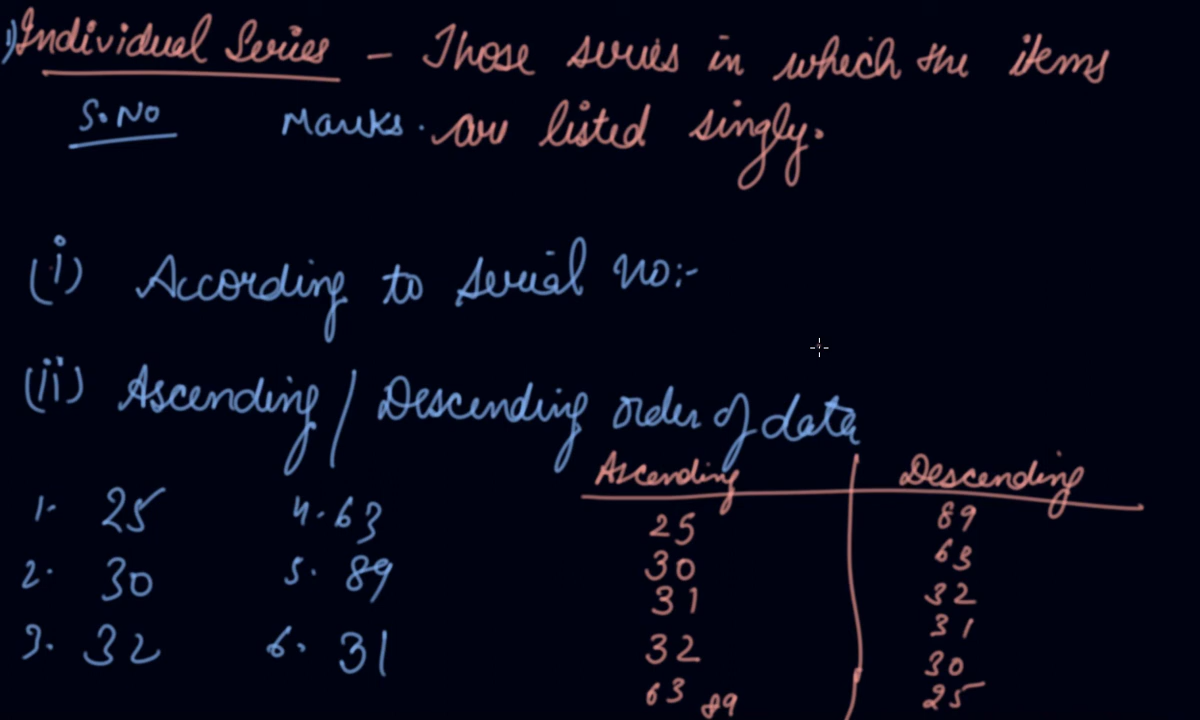 1) Individual Series – Those series in which the items
S.No Marks. are listed singly.
(i) According to serial no:-
(ii) Ascending / Descending order of data
Ascending Descending
1. 25 4. 63 25 89
2. 30 5. 89 30 63
3. 32 6. 31 31 32
32 31
63 89 30
25